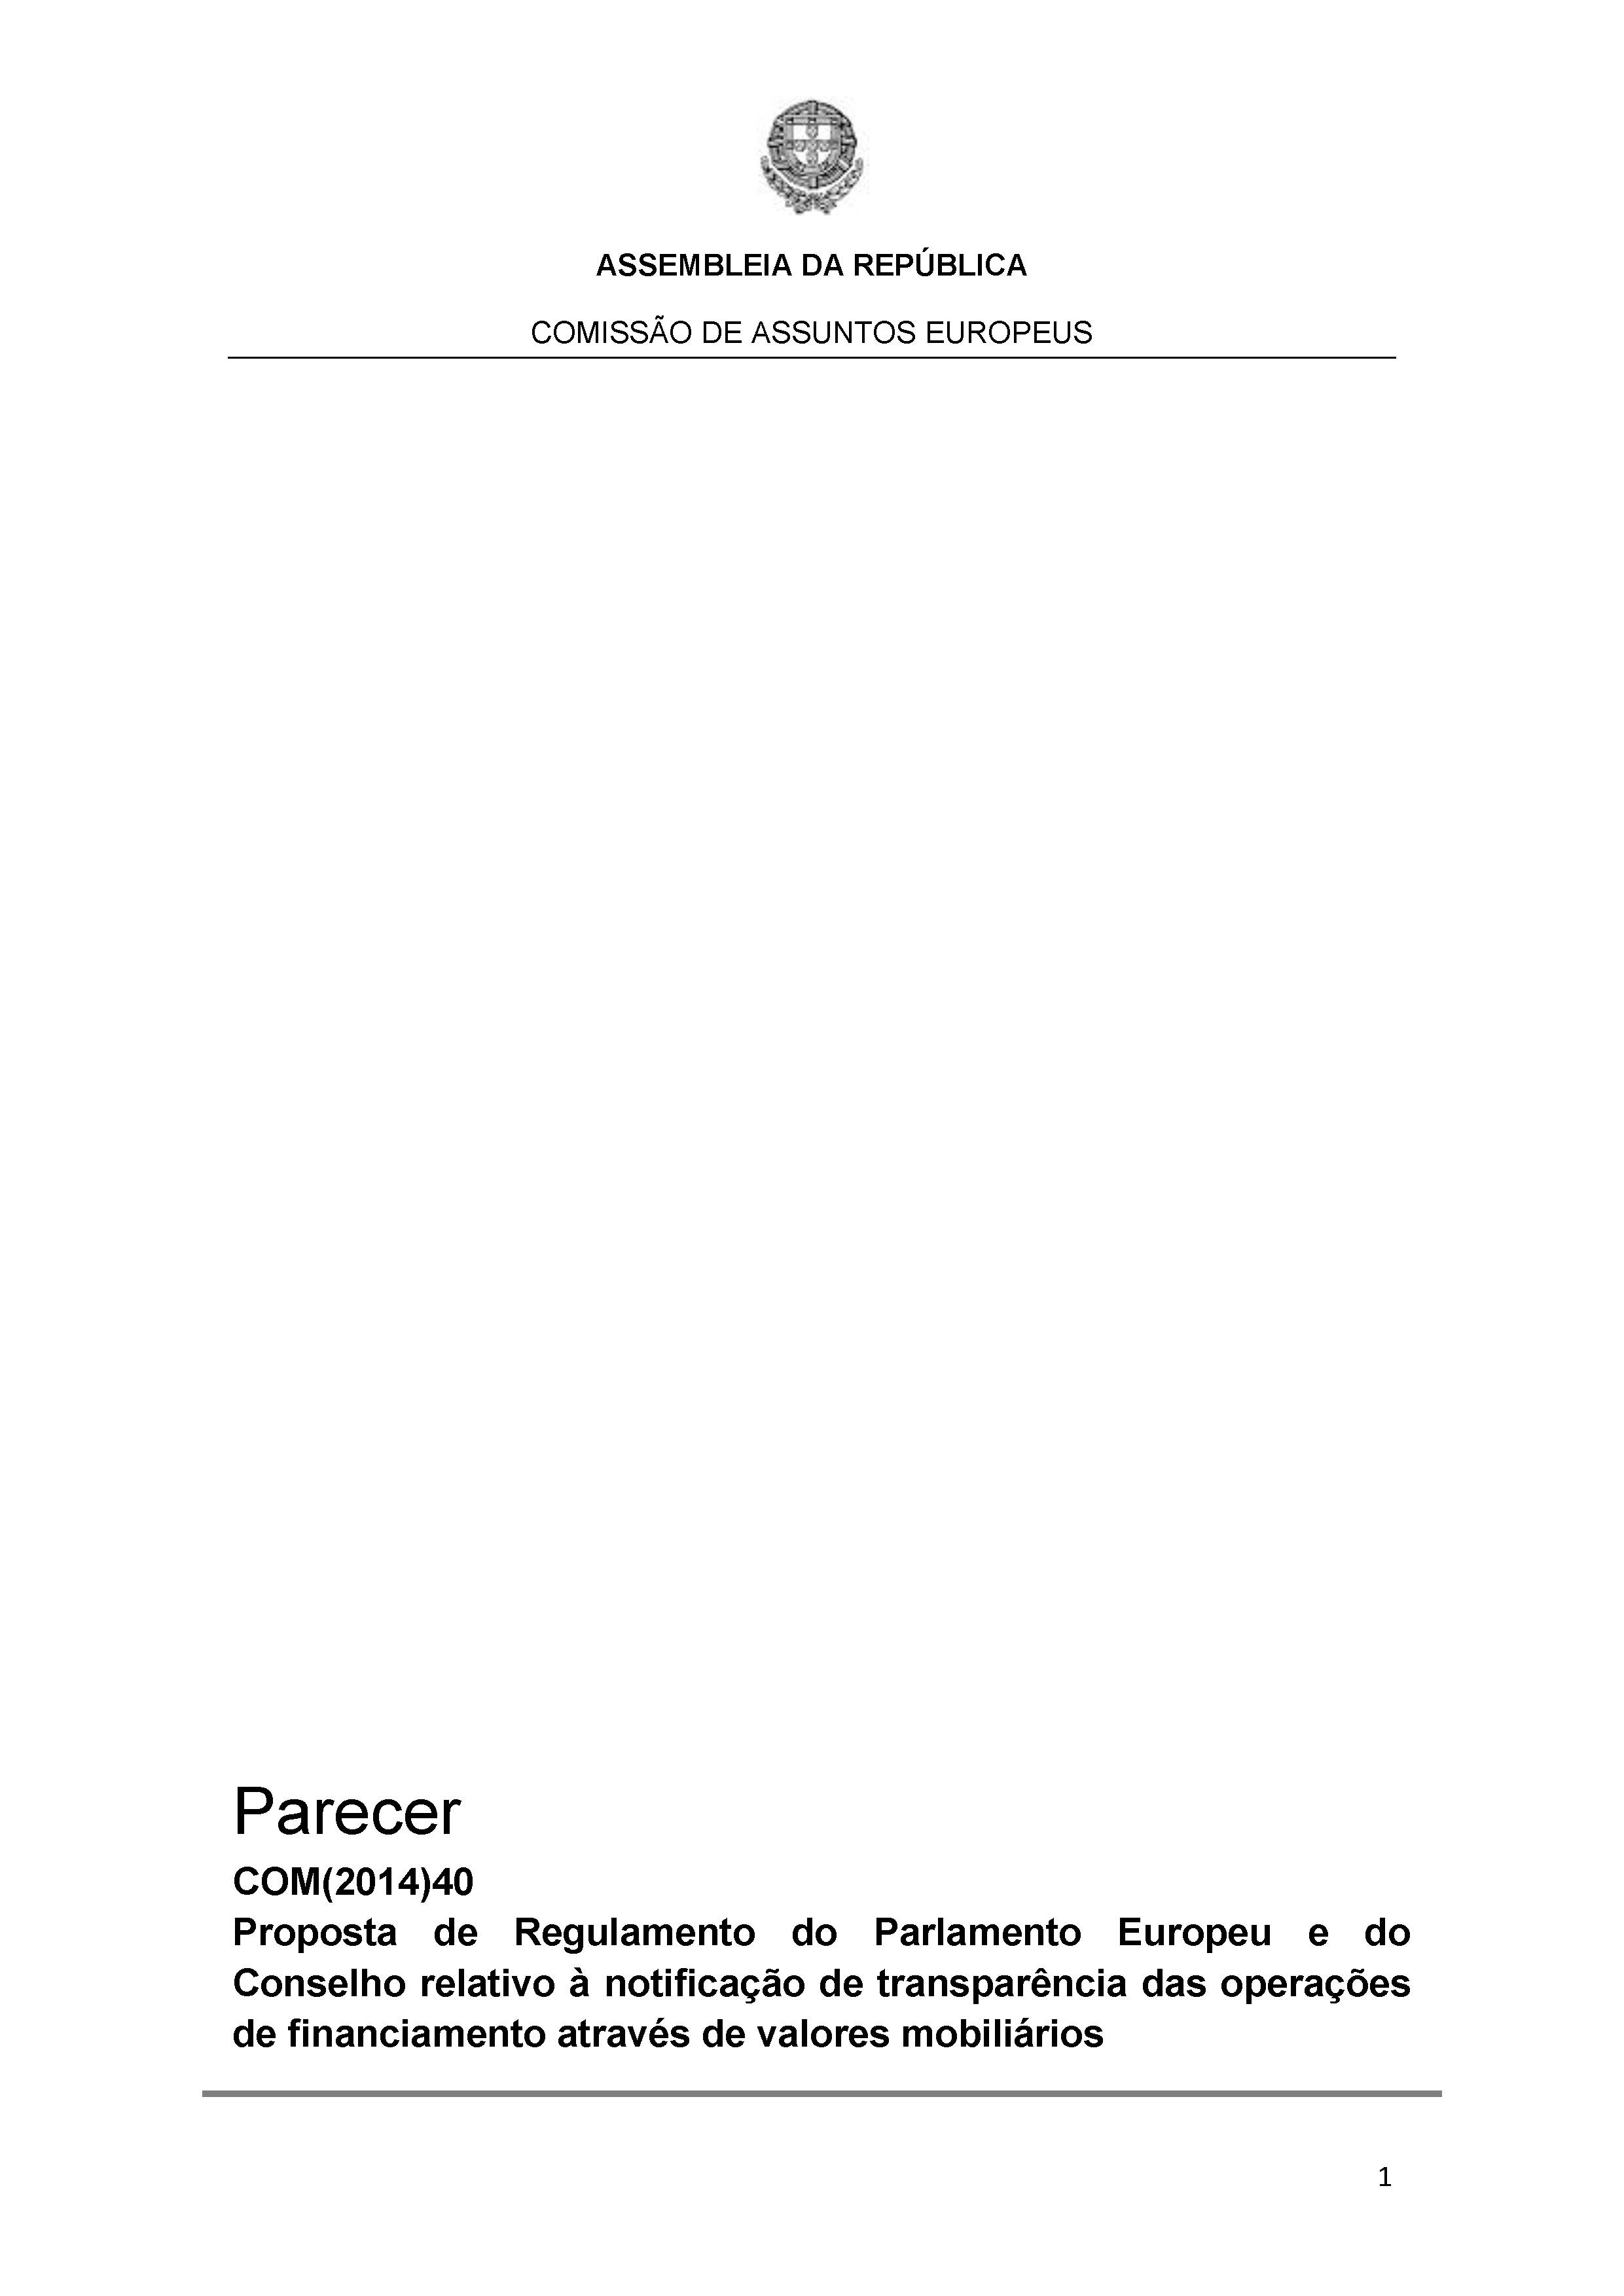 ASSEMBLEIA DA REPÚBLICA
COMISSÃO DE ASSUNTOS EUROPEUS
Parecer
COM(2014)40
Proposta de Regulamento do Parlamento Europeu e do
Conselho relativo à notificação de transparência das operações
de financiamento através de valores mobiliários
1